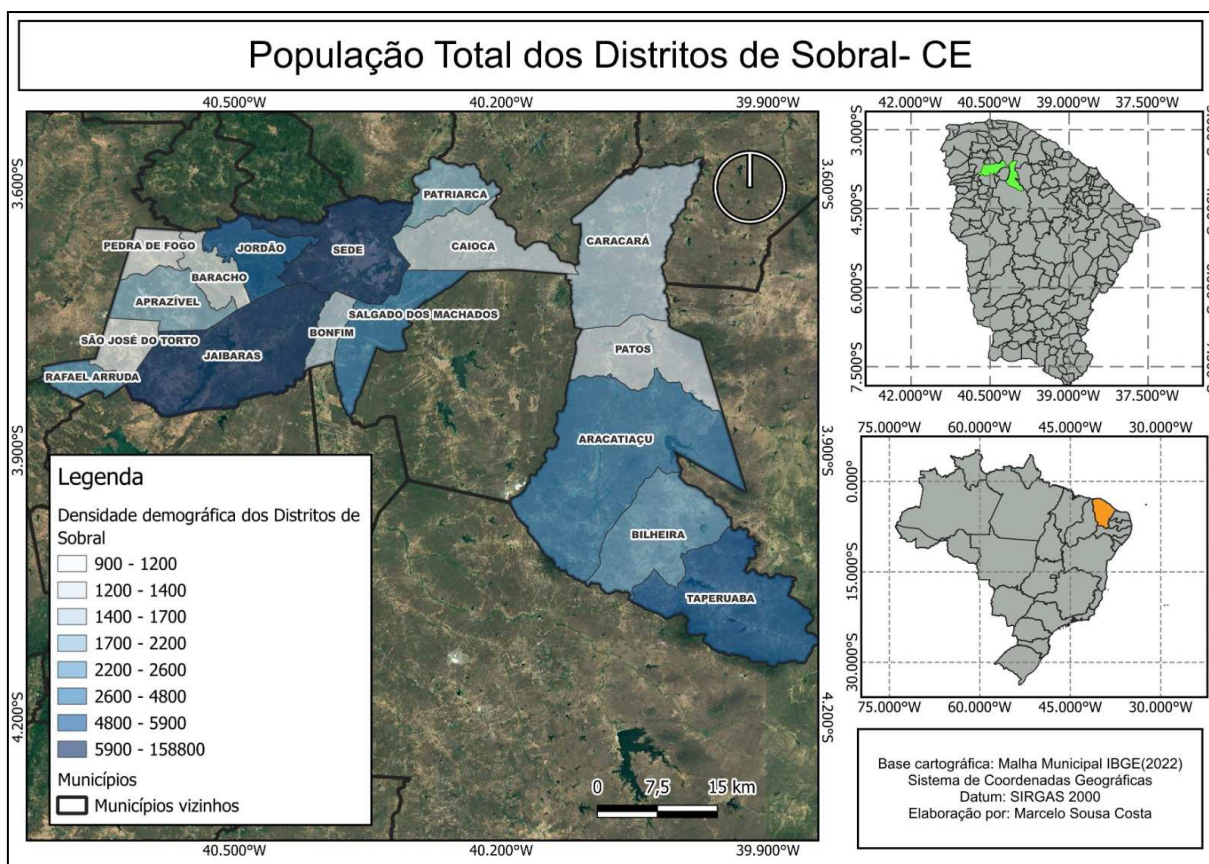 População Total dos Distritos de Sobral- CE
40.500°W
40.200°W
39.900°W
3.600°S
3.900°S
4.200°S
3.600°S
3.900°S
4.200°S
PATRIARCA
PEDRA DE FOGO
JORDÃO
SEDE
CAIOCA
CARACARÁ
BARACHO
APRAZÍVEL
SALGADO DOS MACHADOS
BONFIM
SÃO JOSÉ DO TORTO
JAIBARAS
PATOS
RAFAEL ARRUDA
ARACATIAÇU
BILHEIRA
TAPERUABA
Legenda
Densidade demográfica dos Distritos de
Sobral
900 - 1200
1200 - 1400
1400 - 1700
1700 - 2200
2200 - 2600
2600 - 4800
4800 - 5900
5900 - 158800
Municípios
Municípios vizinhos
0
7,5
15 km
40.500°W
40.200°W
39.900°W
42.000°W
40.500°W
39.000°W
37.500°W
3.000°S
4.500°S
6.000°S
7.500°S
42.000°W
40.500°W
39.000°W
37.500°W
75.000°W
60.000°W
45.000°W
30.000°W
0.000°
15.000°S
30.000°S
75.000°W
60.000°W
45.000°W
30.000°W
Base cartográfica: Malha Municipal IBGE(2022)
Sistema de Coordenadas Geográficas
Datum: SIRGAS 2000
Elaboração por: Marcelo Sousa Costa